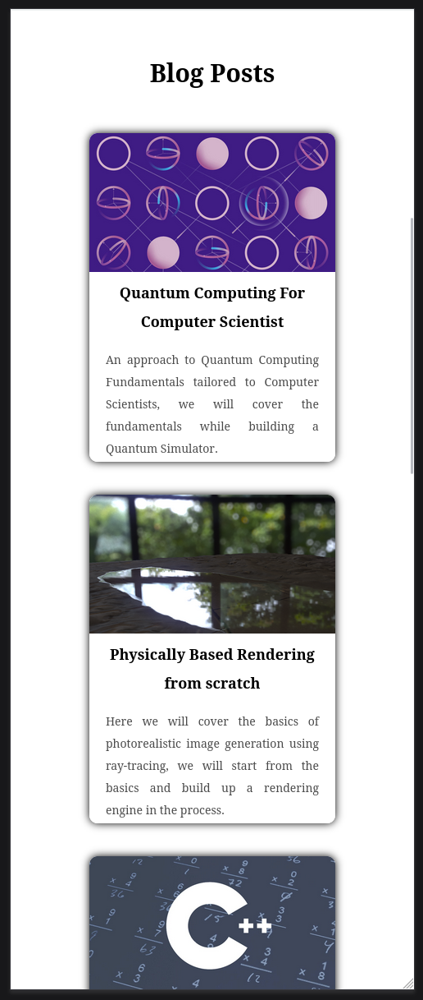 Blog Posts
Quantum Computing For
Computer Scientist
An approach to Quantum Computing
Fundamentals tailored to Computer
Scientists, we will cover the
fundamentals while building a
Quantum Simulator.
Physically Based Rendering
from scratch
Here we will cover the basics of
photorealistic image generation using
ray-tracing, we will start from the
basics and build up a rendering
engine in the process.
C++